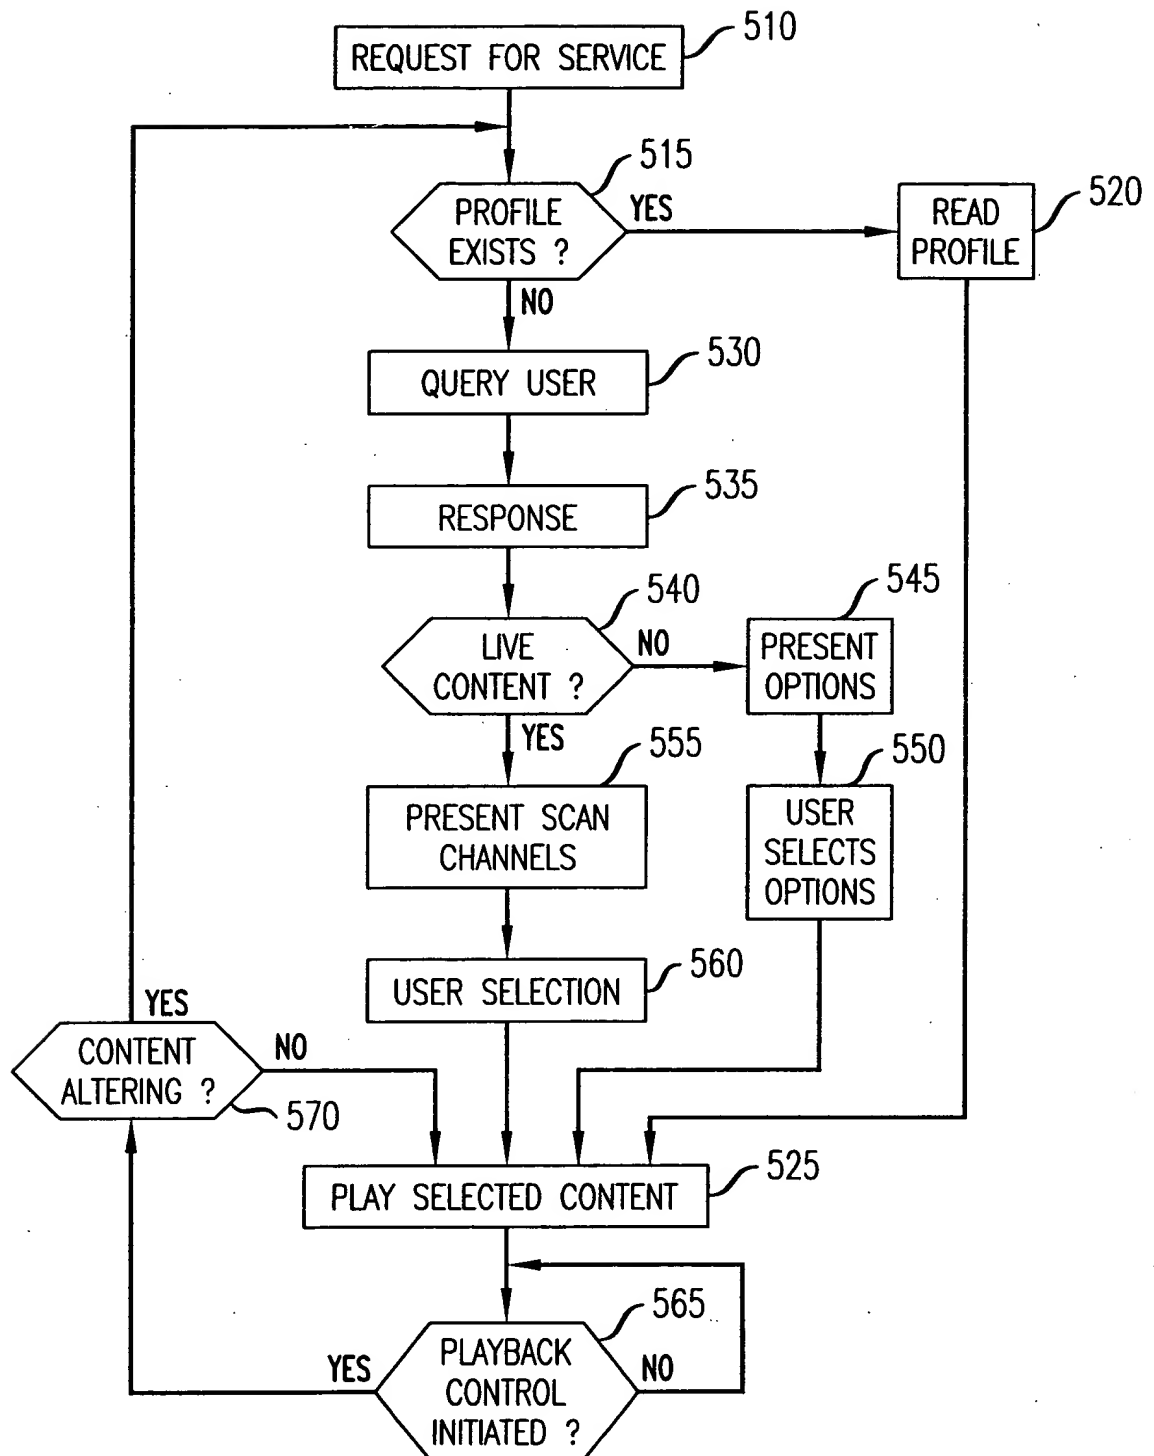 510
REQUEST FOR SERVICE
515
PROFILE
EXISTS ?
YES
520
READ
PROFILE
NO
530
QUERY USER
535
RESPONSE
540
LIVE
CONTENT ?
NO
545
PRESENT
OPTIONS
YES
555
PRESENT SCAN
CHANNELS
550
USER
SELECTS
OPTIONS
560
USER SELECTION
YES
CONTENT
ALTERING ?
NO
570
525
PLAY SELECTED CONTENT
565
PLAYBACK
CONTROL
INITIATED ?
YES
NO